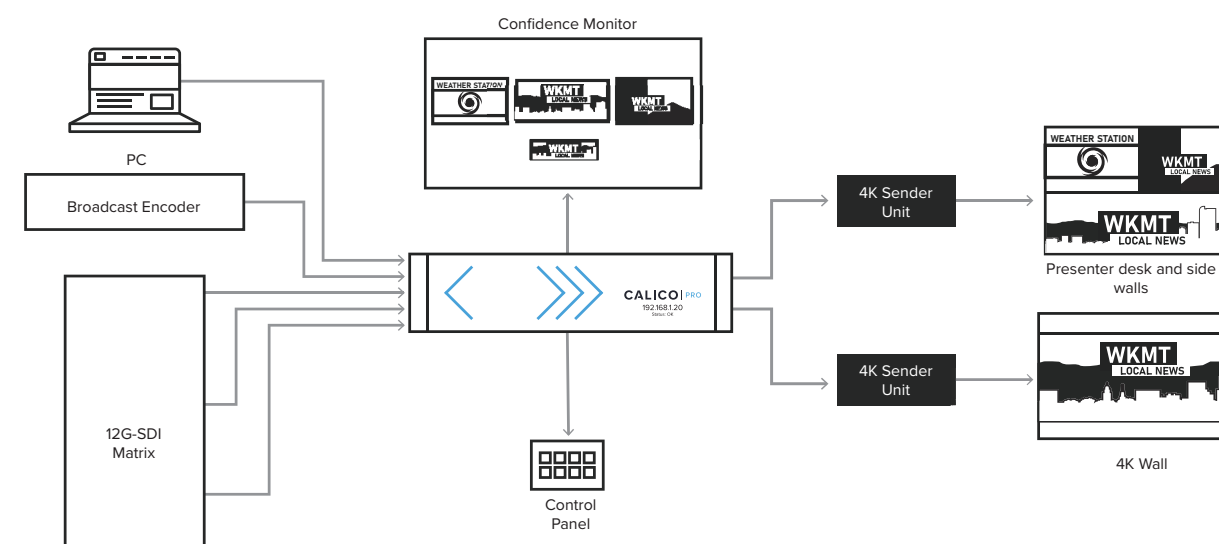 Confidence Monitor
WEATHER STATION
WKMT
LOCAL NEWS
WKMT
LOCAL NEWS
WKMT
LOCAL NEWS
PC
Broadcast Encoder
12G-SDI
Matrix
CALICO PRO
192.168.1.20
Status: OK
Control
Panel
4K Sender
Unit
WEATHER STATION
WKMT
LOCAL NEWS
WKMT
LOCAL NEWS
Presenter desk and side
walls
4K Sender
Unit
WKMT
LOCAL NEWS
4K Wall